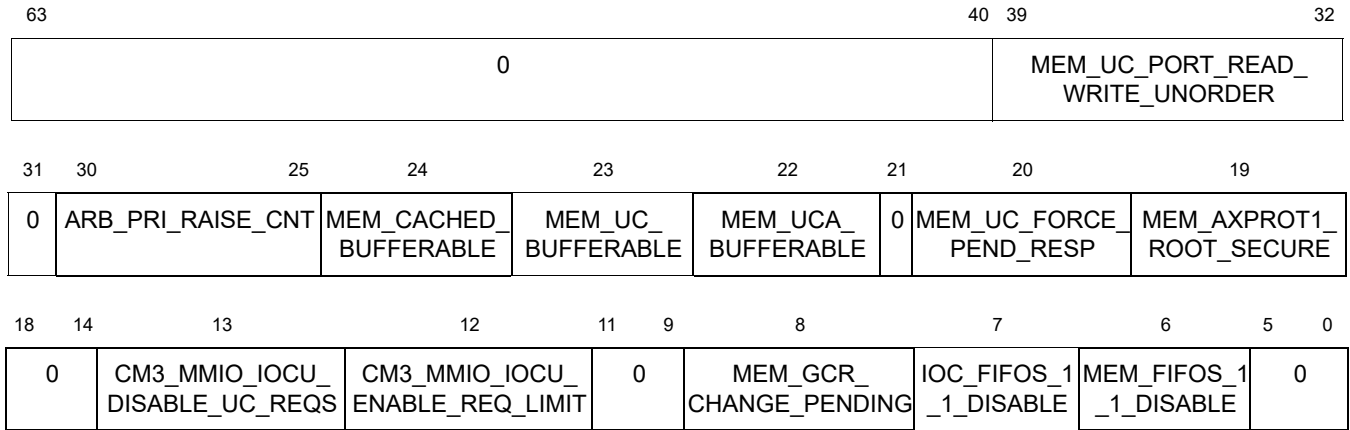 63 40 39 32
0 MEM_UC_PORT_READ_
WRITE_UNORDER
31 30 25 24 23 22 21 20 19
0 ARB_PRI_RAISE_CNT MEM_CACHED_ MEM_UC_ MEM_UCA_ 0 MEM_UC_FORCE_ MEM_AXPROT1_
BUFFERABLE BUFFERABLE BUFFERABLE PEND_RESP ROOT_SECURE
18 14 13 12 11 9 8 7 6 5 0
0 CM3_MMIO_IOCU_ CM3_MMIO_IOCU_ 0 MEM_GCR_ IOC_FIFOS_1 MEM_FIFOS_1 0
DISABLE_UC_REQS ENABLE_REQ_LIMIT CHANGE_PENDING _1_DISABLE _1_DISABLE